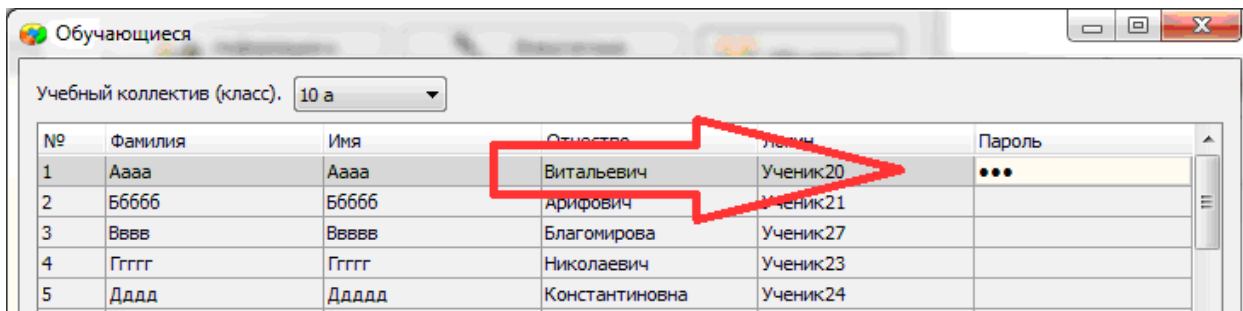 Обучающиеся
Учебный коллектив (класс). 10 а
№ Фамилия Имя Отчество Логин Пароль
1 Аааа Аааа Витальевич Ученик20 •••
2 Ббббб Ббббб Арифович Ученик21
3 Вввв Ввввв Благомирова Ученик27
4 Ггггг Ггггг Николаевич Ученик23
5 Дддд Ддддд Константиновна Ученик24